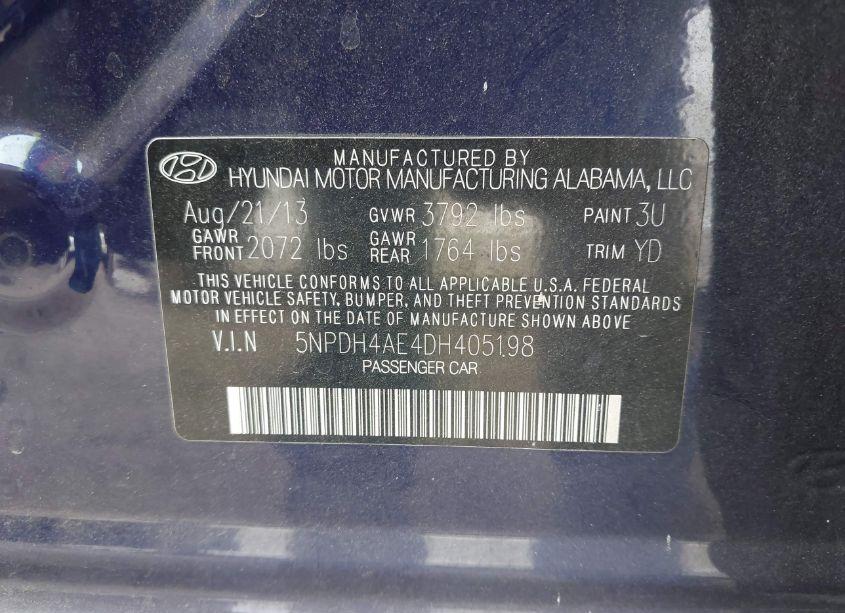 MANUFACTURED BY
HYUNDAI MOTOR MANUFACTURING ALABAMA, LLC
Aug/21/13 GVWR 3792 lbs PAINT 3U
GAWR FRONT 2072 lbs GAWR REAR 1764 lbs TRIM YD
THIS VEHICLE CONFORMS TO ALL APPLICABLE U.S.A. FEDERAL
MOTOR VEHICLE SAFETY, BUMPER, AND THEFT PREVENTION STANDARDS
IN EFFECT ON THE DATE OF MANUFACTURE SHOWN ABOVE
V.I.N 5NPDH4AE4DH405198
PASSENGER CAR